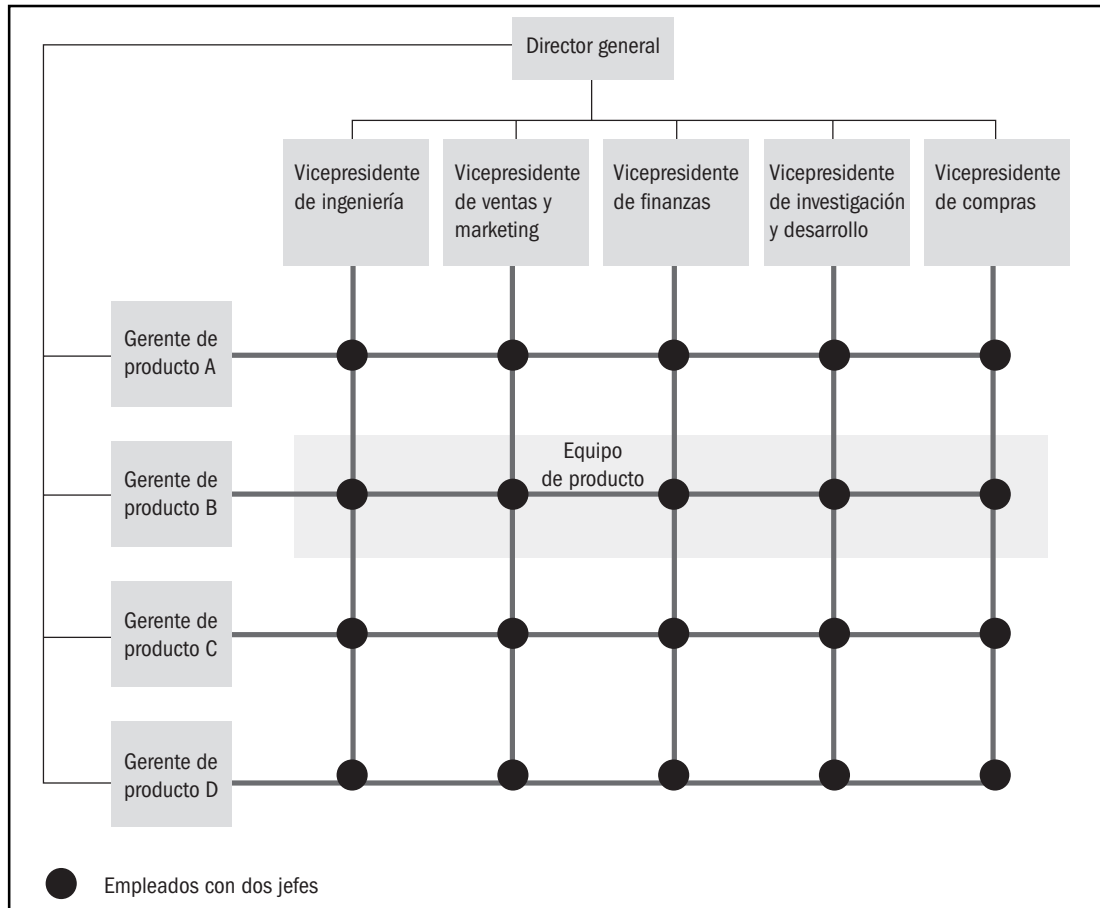 Director general
Vicepresidente
de ingeniería
Vicepresidente
de ventas y
marketing
Vicepresidente
de finanzas
Vicepresidente
de investigación
y desarrollo
Vicepresidente
de compras
Gerente de
producto A
Equipo
de producto
Gerente de
producto B
Gerente de
producto C
Gerente de
producto D
Empleados con dos jefes